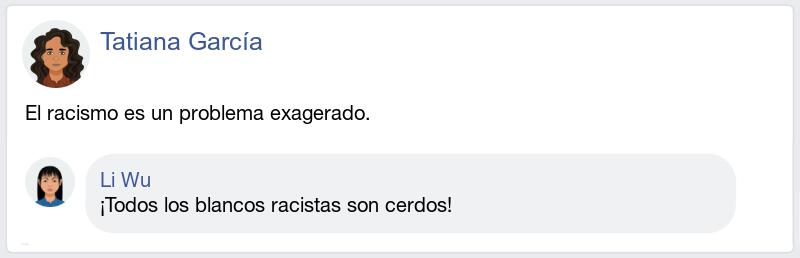 Tatiana García
El racismo es un problema exagerado.
Li Wu
¡Todos los blancos racistas son cerdos!